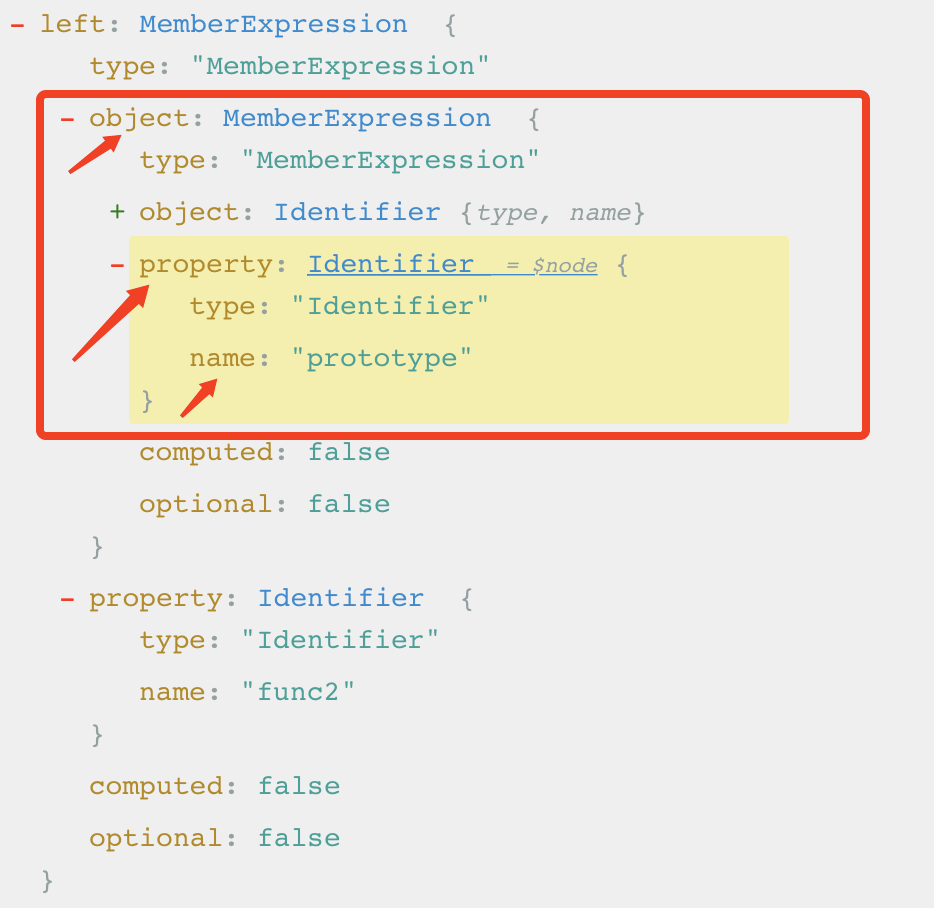 - left: MemberExpression {
type: "MemberExpression"
- object: MemberExpression {
type: "MemberExpression"
+ object: Identifier {type, name}
- property: Identifier = $node {
type: "Identifier"
name: "prototype"
}
computed: false
optional: false
}
- property: Identifier {
type: "Identifier"
name: "func2"
}
computed: false
optional: false
}